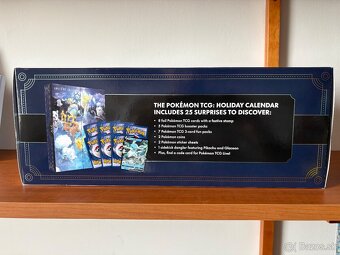 THE POKÉMON TCG: HOLIDAY CALENDAR
INCLUDES 25 SURPRISES TO DISCOVER:
• 8 foil Pokémon TCG cards with a festive stamp
• 5 Pokémon TCG booster packs
• 7 Pokémon TCG 3-card fun packs
• 2 Pokémon coins
• 2 Pokémon sticker sheets
• 1 sidekick dangler featuring Pikachu and Glaceon
• Plus, find a code card for Pokémon TCG Live!
Bazos.sk